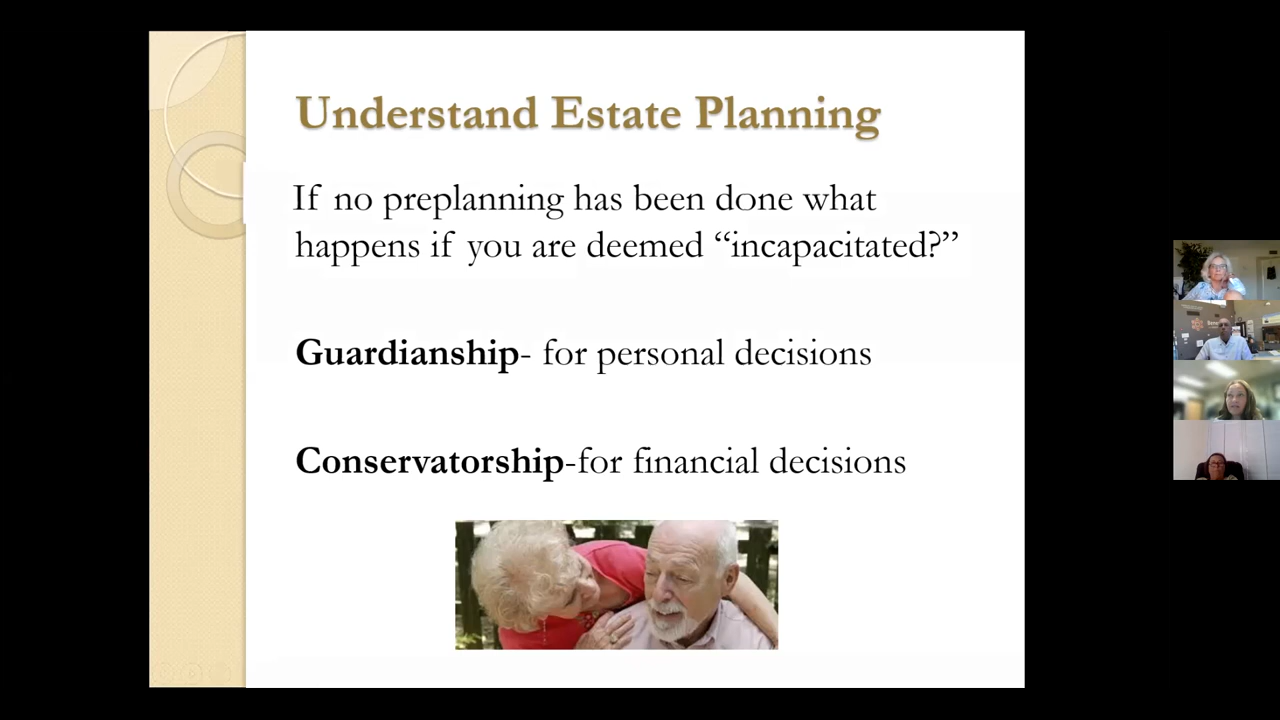 Understand Estate Planning
If no preplanning has been done what
happens if you are deemed “incapacitated?”
Guardianship- for personal decisions
Conservatorship-for financial decisions